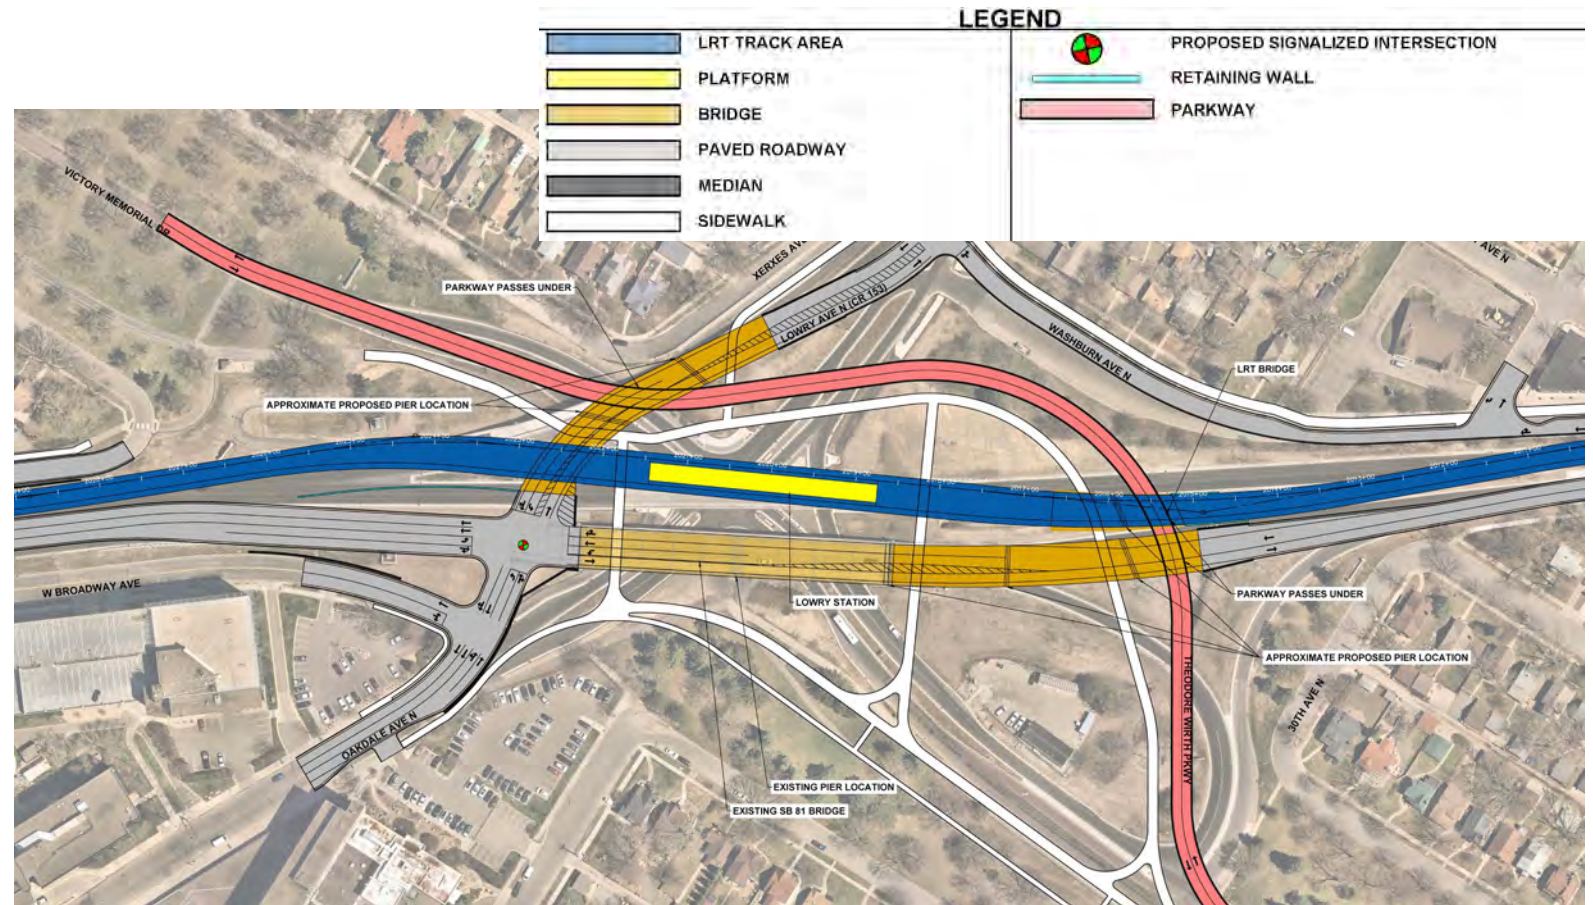 LEGEND
LRT TRACK AREA
PLATFORM
BRIDGE
PAVED ROADWAY
MEDIAN
SIDEWALK
PROPOSED SIGNALIZED INTERSECTION
RETAINING WALL
PARKWAY
VICTORY MEMORIAL DR
PARKWAY PASSES UNDER
XERXES AVE
LOWRY AVE N (CR 153)
AVE N
WASHBURN AVE N
LRT BRIDGE
APPROXIMATE PROPOSED PIER LOCATION
W BROADWAY AVE
LOWRY STATION
PARKWAY PASSES UNDER
APPROXIMATE PROPOSED PIER LOCATION
THEODORE WIRTH PKWY
30TH AVE N
OAKDALE AVE N
EXISTING PIER LOCATION
EXISTING SB 81 BRIDGE